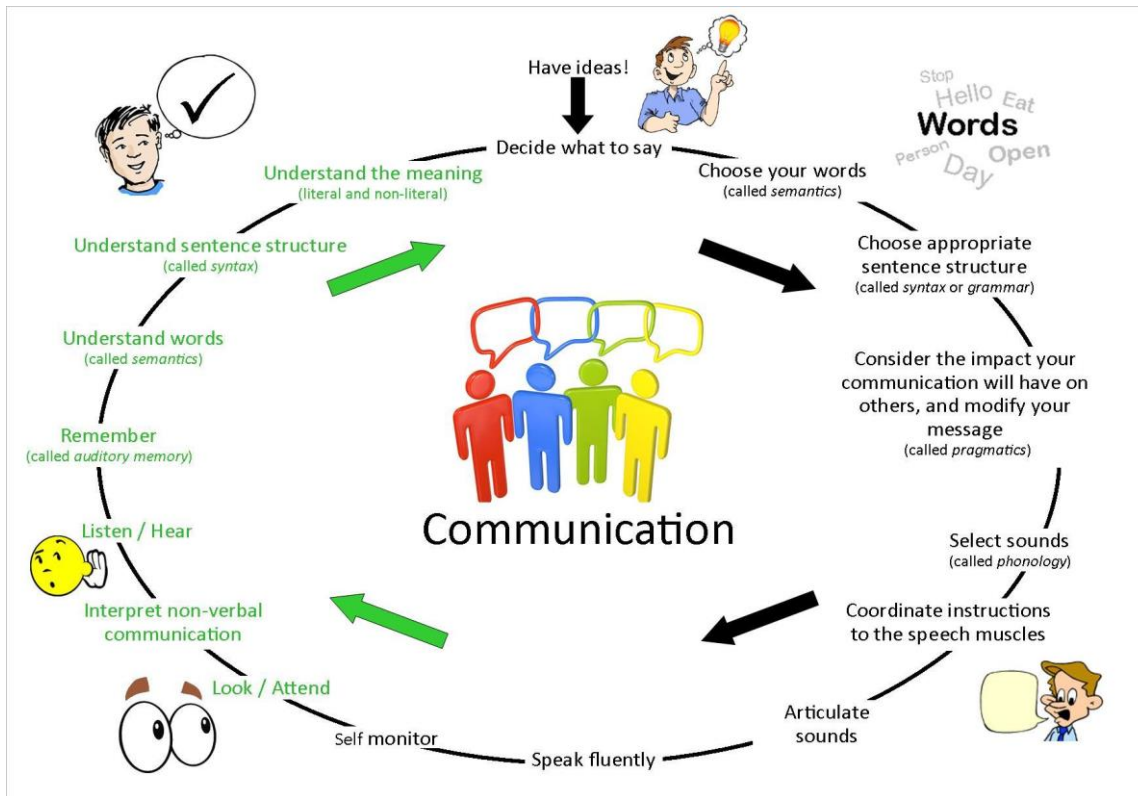 Have ideas!
Decide what to say
Choose your words
(called semantics)
Stop
Hello
Eat
Words
Person
Day
Open
Choose appropriate
sentence structure
(called syntax or grammar)
Consider the impact your
communication will have on
others, and modify your
message
(called pragmatics)
Select sounds
(called phonology)
Coordinate instructions
to the speech muscles
Articulate
sounds
Speak fluently
Self monitor
Look / Attend
Interpret non-verbal
communication
Listen / Hear
Remember
(called auditory memory)
Understand words
(called semantics)
Understand sentence structure
(called syntax)
Understand the meaning
(literal and non-literal)
Communication